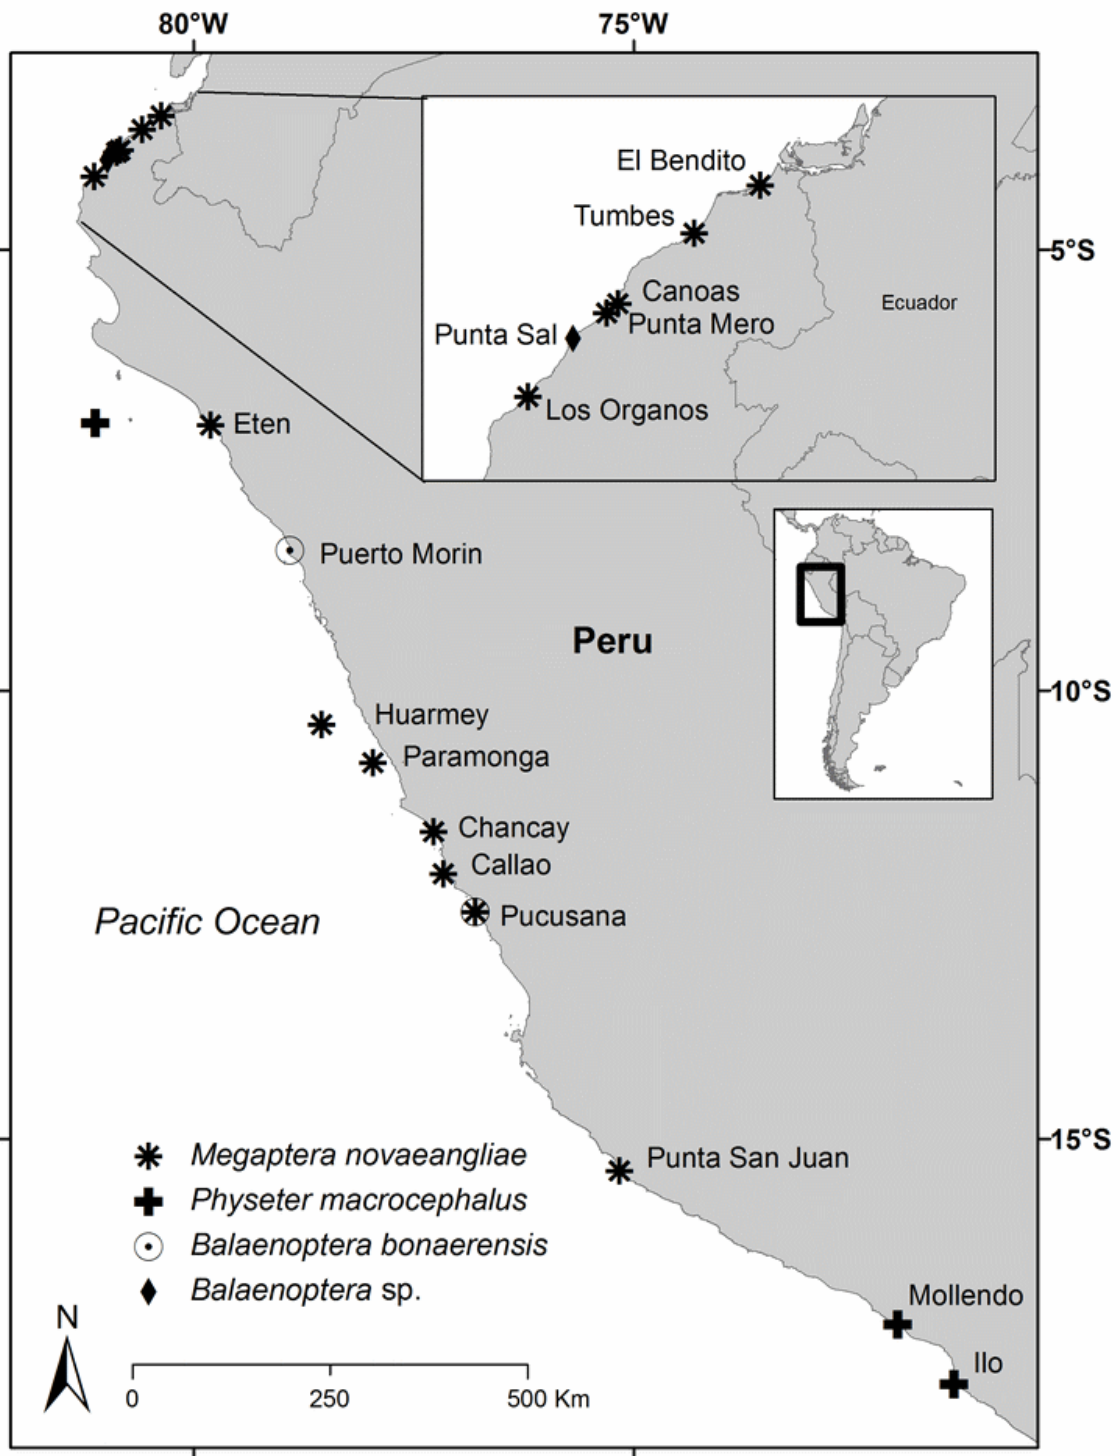 80°W
75°W
El Bendito
Tumbes
5°S
Canoas
Ecuador
Punta Mero
Punta Sal
Los Organos
Eten
Puerto Morin
Peru
10°S
Huarmey
Paramonga
Chancay
Callao
Pacific Ocean
Pucusana
15°S
Megaptera novaeangliae
Punta San Juan
Physeter macrocephalus
Balaenoptera bonaerensis
Balaenoptera sp.
Mollendo
N
Ilo
0 250 500 Km